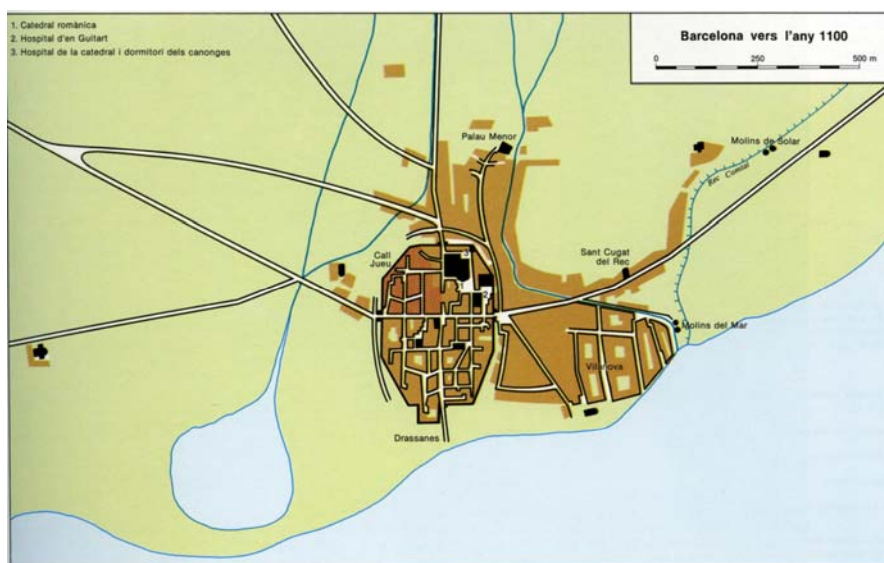 1. Catedral romànica
2. Hospital d'en Guitart
3. Hospital de la catedral i dormitori dels canonges
Barcelona vers l'any 1100
0 250 500 m
Palau Menor
Molins de Solar
Rec Comtal
Call
Jueu
3
Sant Cugat
del Rec
2
Molins del Mar
Vilanova
Drassanes